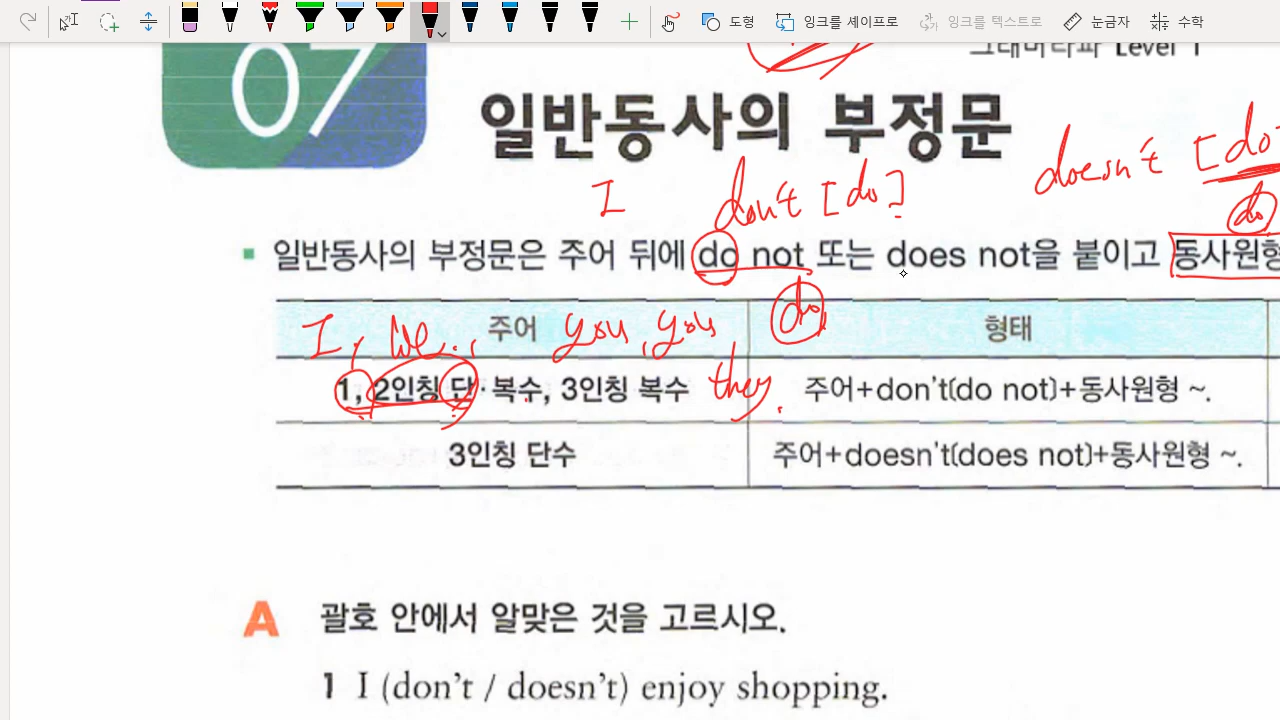 도형 잉크를 셰이프로 잉크를 텍스트로 눈금자 수학
그래머타파 Level 1
07
일반동사의 부정문
I don't [do] doesn't [do
do
일반동사의 부정문은 주어 뒤에 do not 또는 does not을 붙이고 동사원형
I, we.., 주어 you, you do, 형태
1, 2인칭 단·복수, 3인칭 복수 they. 주어+don't(do not)+동사원형 ~.
3인칭 단수 주어+doesn't(does not)+동사원형 ~.
A 괄호 안에서 알맞은 것을 고르시오.
1 I (don't / doesn't) enjoy shopping.